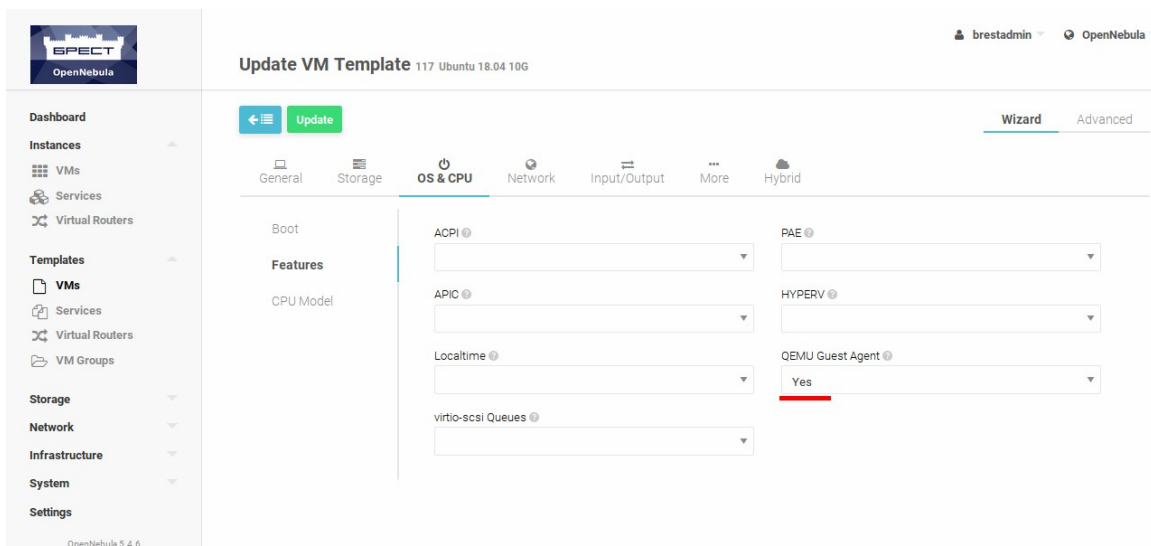 БРЕСТ
OpenNebula
brestadmin
OpenNebula
Update VM Template 117 Ubuntu 18.04 10G
Dashboard
Instances
VMs
Services
Virtual Routers
Templates
VMs
Services
Virtual Routers
VM Groups
Storage
Network
Infrastructure
System
Settings
OpenNebula 5.4.6
Update
Wizard Advanced
General Storage OS & CPU Network Input/Output More Hybrid
Boot
Features
CPU Model
ACPI
PAE
APIC
HYPERV
Localtime
QEMU Guest Agent
Yes
virtio-scsi Queues